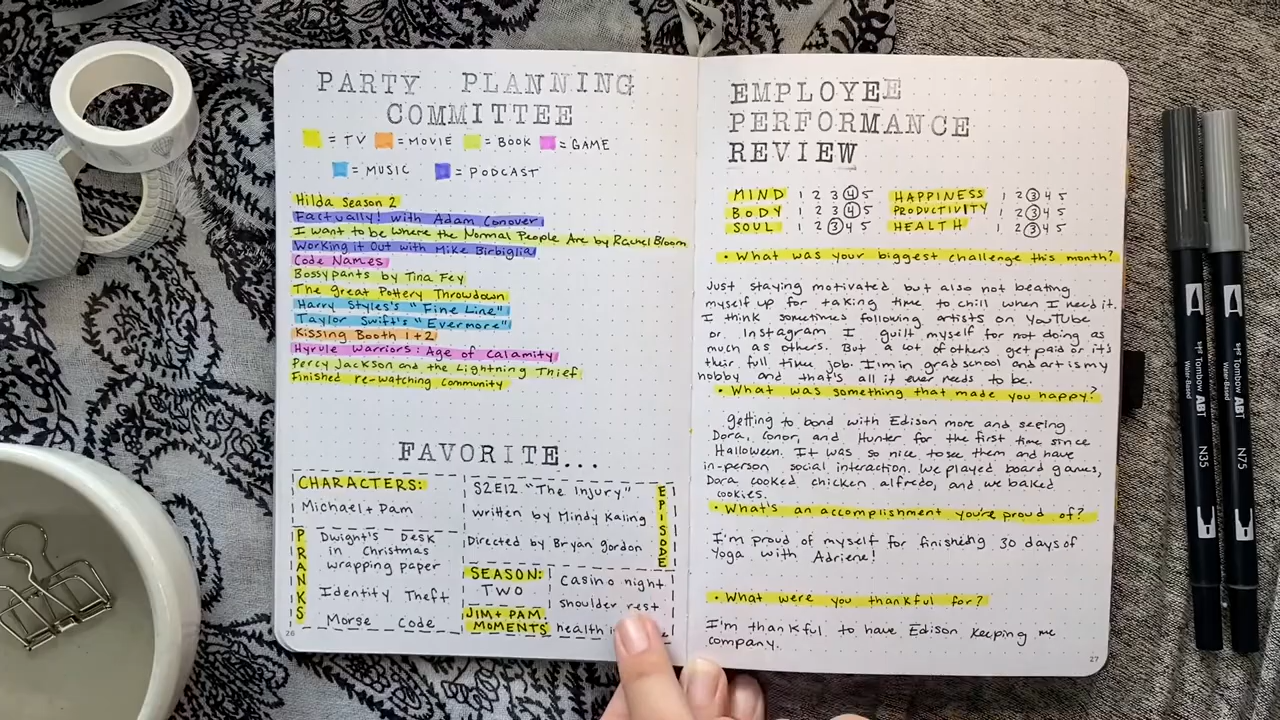 PARTY PLANNING
COMMITTEE
= TV = MOVIE = BOOK = GAME
= MUSIC = PODCAST
Hilda Season 2
Factually! with Adam Conover
I want to be Where the Normal People Are by Rachel Bloom
Working it Out with Mike Birbiglia
Code Names
Bossypants by Tina Fey
The Great Pottery Throwdown
Harry Styles's "Fine Line"
Taylor Swift's "Evermore"
Kissing Booth 1+2
Hyrule Warriors: Age of Calamity
Percy Jackson and the Lightning Thief
Finished re-watching Community
FAVORITE...
CHARACTERS:
Michael + Pam
PRANKS
Dwight's Desk
in Christmas
wrapping paper
Identity Theft
Morse Code
S2E12 "The Injury"
written by Mindy Kaling
Directed by Bryan Gordon
EPISODE
SEASON:
TWO
JIM + PAM
MOMENTS
Casino night
shoulder rest
health
26
EMPLOYEE
PERFORMANCE
REVIEW
MIND 1 2 3 4 5 HAPPINESS 1 2 3 4 5
BODY 1 2 3 4 5 PRODUCTIVITY 1 2 3 4 5
SOUL 1 2 3 4 5 HEALTH 1 2 3 4 5
• What was your biggest challenge this month?
Just staying motivated but also not beating
myself up for taking time to chill when I need it.
I think sometimes following artists on YouTube
or Instagram I guilt myself for not doing as
much as others. But a lot of others get paid or it's
their full time job. I'm in grad school and art is my
hobby and that's all it ever needs to be.
• What was something that made you happy?
getting to bond with Edison more and seeing
Dora, Conor, and Hunter for the first time since
Halloween. It was so nice to see them and have
in-person social interaction. We played board games,
Dora cooked chicken alfredo, and we baked
cookies.
• What's an accomplishment you're proud of?
I'm proud of myself for finishing 30 days of
Yoga with Adriene!
• What were you thankful for?
I'm thankful to have Edison keeping me
company.
27
Tombow ABT
Water-Based
N35
Tombow ABT
Water-Based
N75